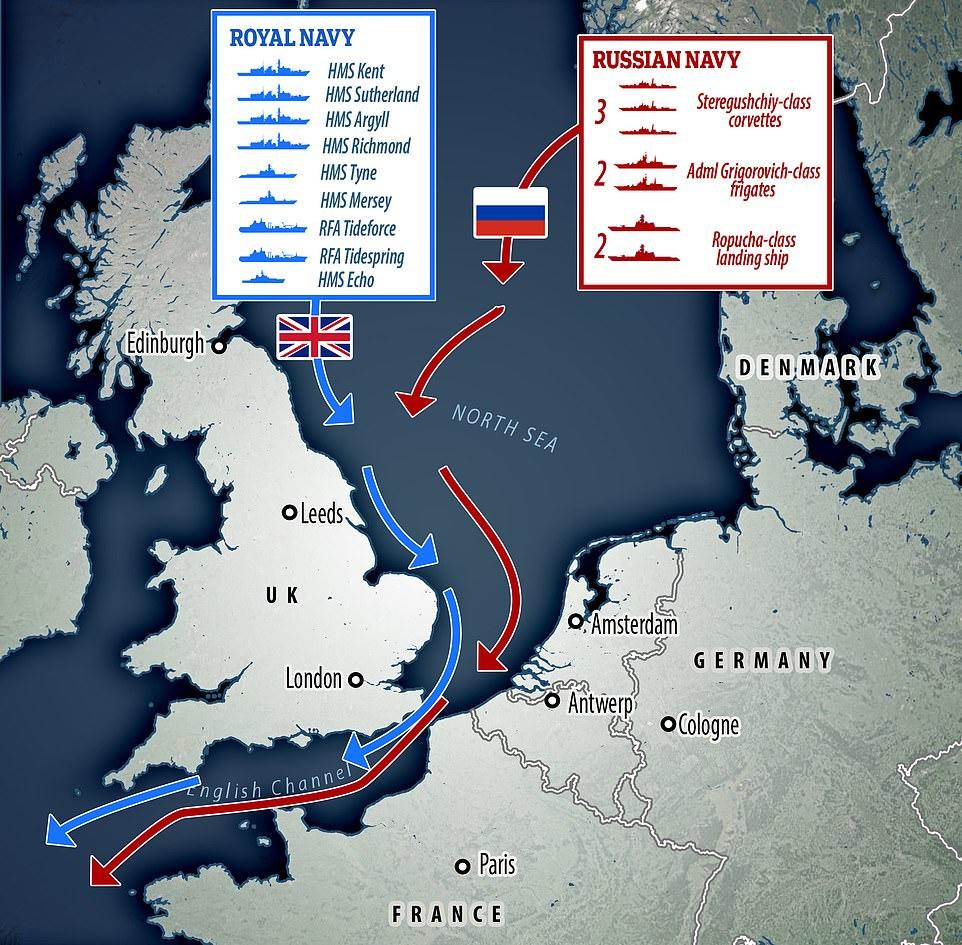 ROYAL NAVY
HMS Kent
HMS Sutherland
HMS Argyll
HMS Richmond
HMS Tyne
HMS Mersey
RFA Tideforce
RFA Tidespring
HMS Echo
RUSSIAN NAVY
3
Steregushchiy-class
corvettes
2
Adml Grigorovich-class
frigates
2
Ropucha-class
landing ship
Edinburgh
DENMARK
NORTH SEA
Leeds
UK
Amsterdam
GERMANY
London
Antwerp
Cologne
English Channel
Paris
FRANCE